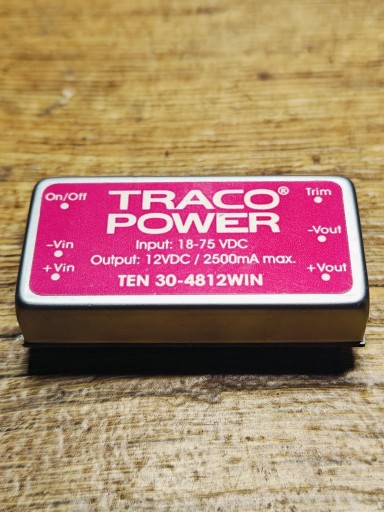 On/Off
TRACO®
POWER
Trim
-Vin
+Vin
Input: 18-75 VDC
Output: 12VDC / 2500mA max.
TEN 30-4812WIN
-Vout
+Vout